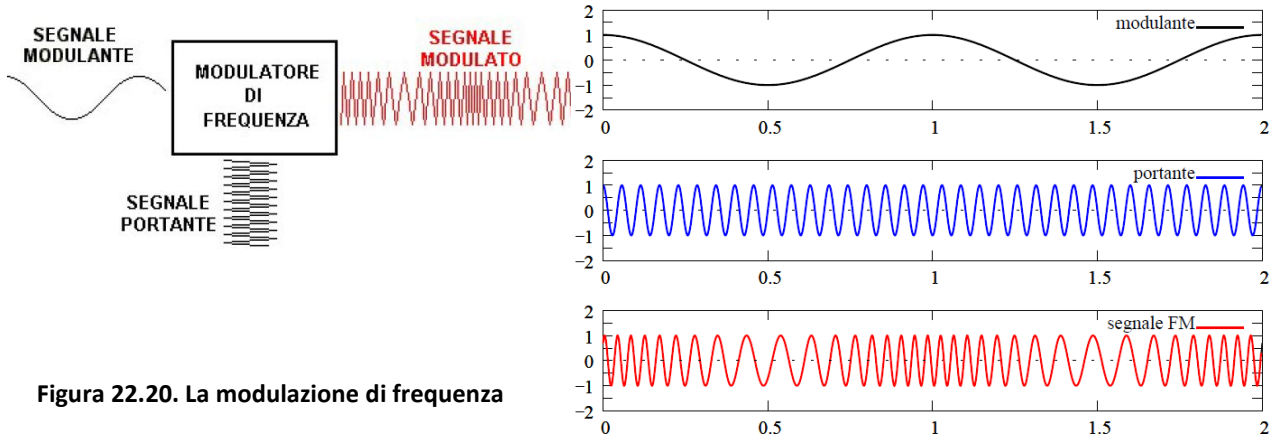 SEGNALE
MODULANTE
MODULATORE
DI
FREQUENZA
SEGNALE
MODULATO
SEGNALE
PORTANTE
Figura 22.20. La modulazione di frequenza
modulante
2
1
0
−1
−2
0 0.5 1 1.5 2
portante
2
1
0
−1
−2
0 0.5 1 1.5 2
segnale FM
2
1
0
−1
−2
0 0.5 1 1.5 2